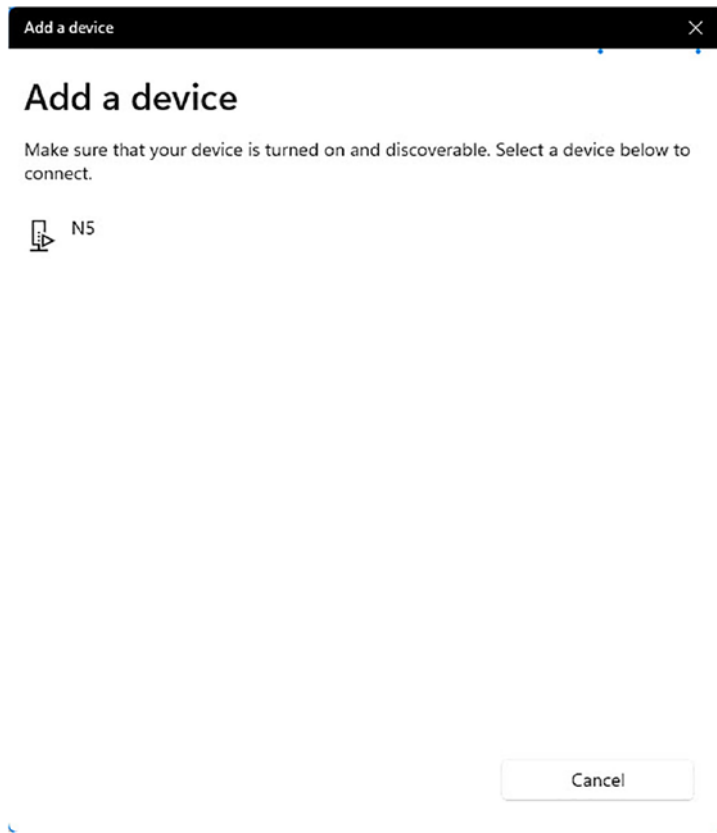 Add a device
Add a device
Make sure that your device is turned on and discoverable. Select a device below to
connect.
N5
Cancel